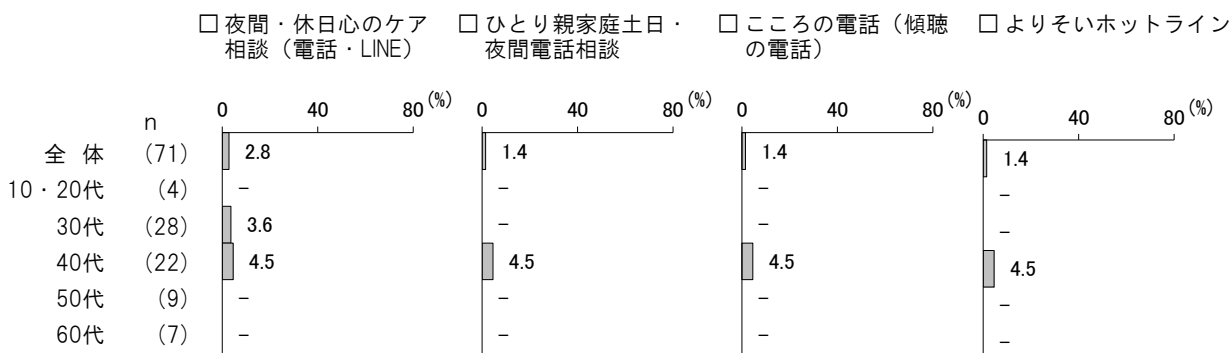 □ 夜間・休日心のケア
相談（電話・LINE）
□ ひとり親家庭土日・
夜間電話相談
□ こころの電話（傾聴
の電話）
□ よりそいホットライン
0 40 80 (%) 0 40 80 (%) 0 40 80 (%) 0 40 80 (%)
n
全 体 (71) 2.8 1.4 1.4 1.4
10・20代 (4) － － － －
30代 (28) 3.6 － － －
40代 (22) 4.5 4.5 4.5 4.5
50代 (9) － － － －
60代 (7) － － － －